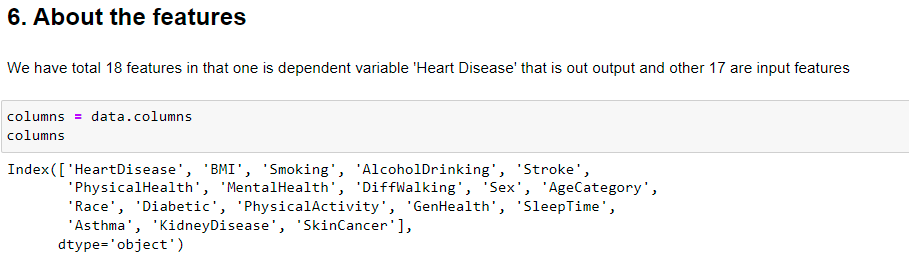 6. About the features
We have total 18 features in that one is dependent variable 'Heart Disease' that is out output and other 17 are input features
columns = data.columns
columns
Index(['HeartDisease', 'BMI', 'Smoking', 'AlcoholDrinking', 'Stroke',
'PhysicalHealth', 'MentalHealth', 'DiffWalking', 'Sex', 'AgeCategory',
'Race', 'Diabetic', 'PhysicalActivity', 'GenHealth', 'SleepTime',
'Asthma', 'KidneyDisease', 'SkinCancer'],
dtype='object')